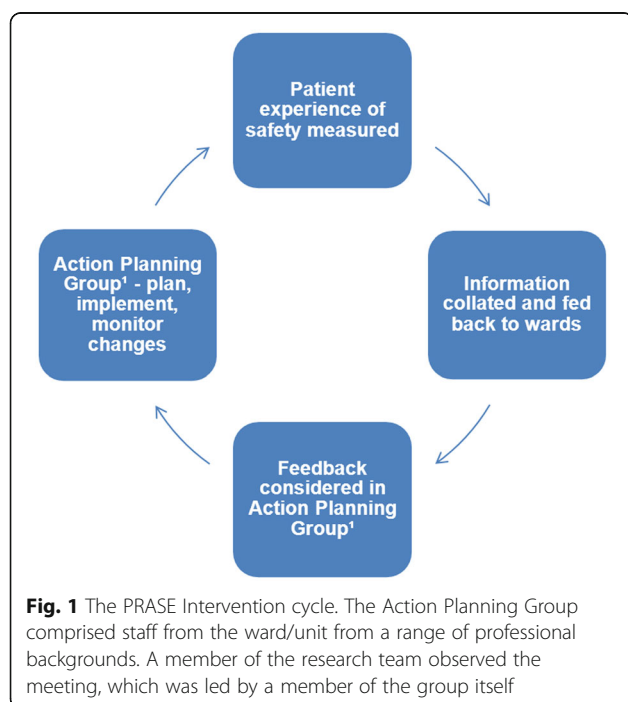 Patient
experience of
safety measured
Action Planning
Group¹ - plan,
implement,
monitor
changes
Information
collated and fed
back to wards
Feedback
considered in
Action Planning
Group¹
Fig. 1 The PRASE Intervention cycle. The Action Planning Group
comprised staff from the ward/unit from a range of professional
backgrounds. A member of the research team observed the
meeting, which was led by a member of the group itself